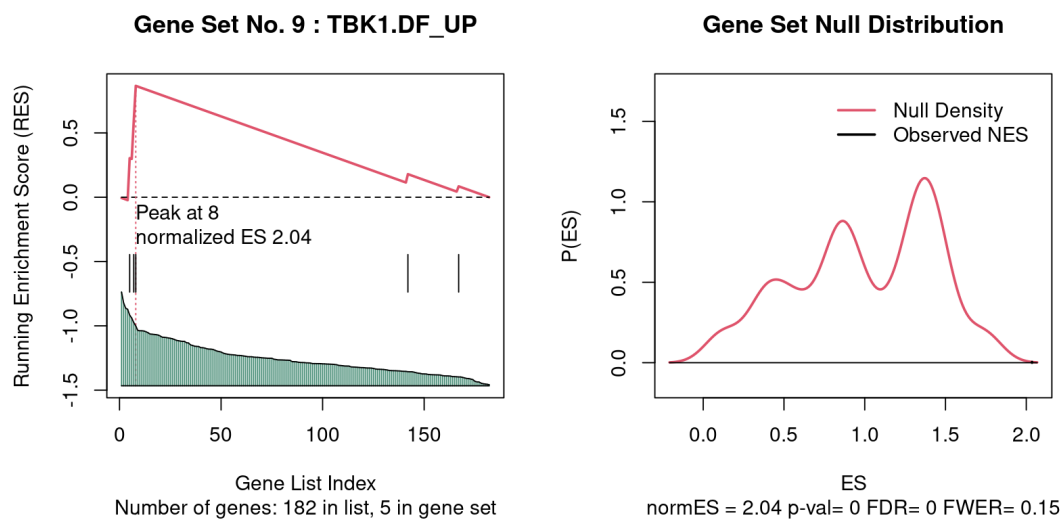 Gene Set No. 9 : TBK1.DF_UP
Running Enrichment Score (RES)
0.5
0.0
-0.5
-1.0
-1.5
Peak at 8
normalized ES 2.04
0
50
100
150
Gene List Index
Number of genes: 182 in list, 5 in gene set
Gene Set Null Distribution
P(ES)
1.5
1.0
0.5
0.0
Null Density
Observed NES
0.0
0.5
1.0
1.5
2.0
ES
normES = 2.04 p-val= 0 FDR= 0 FWER= 0.15